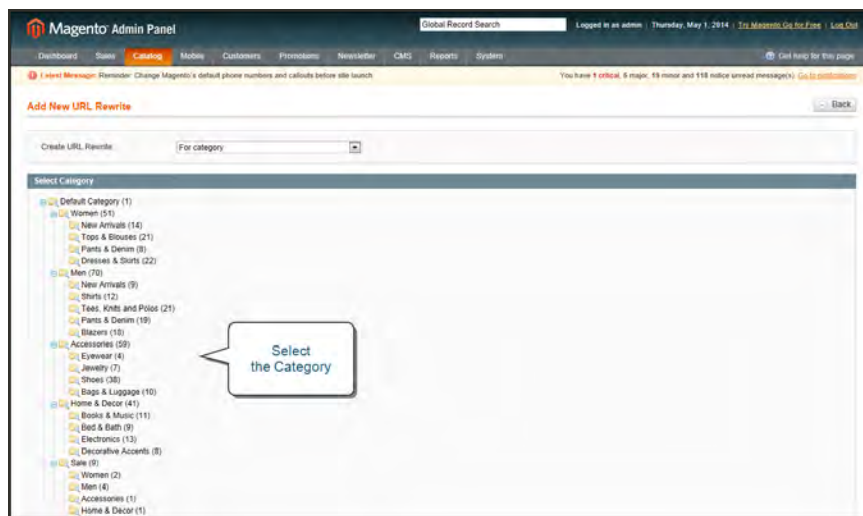 Magento Admin Panel
Global Record Search
Logged in as admin | Thursday, May 1, 2014 | Try Magento Go for Free | Log Out
Dashboard Sales Catalog Mobile Customers Promotions Newsletter CMS Reports System
Get help for this page
Latest Message: Reminder: Change Magento's default phone numbers and callouts before site launch
You have 1 critical, 5 major, 19 minor and 118 notice unread message(s). Go to notifications
Add New URL Rewrite
Back
Create URL Rewrite:
For category
Select Category
Default Category (1)
Women (51)
New Arrivals (14)
Tops & Blouses (21)
Pants & Denim (8)
Dresses & Skirts (22)
Men (70)
New Arrivals (9)
Shirts (12)
Tees, Knits and Polos (21)
Pants & Denim (19)
Blazers (18)
Accessories (59)
Eyewear (4)
Jewelry (7)
Shoes (38)
Bags & Luggage (10)
Select
the Category
Home & Decor (41)
Books & Music (11)
Bed & Bath (9)
Electronics (13)
Decorative Accents (8)
Sale (9)
Women (2)
Men (4)
Accessories (1)
Home & Decor (1)